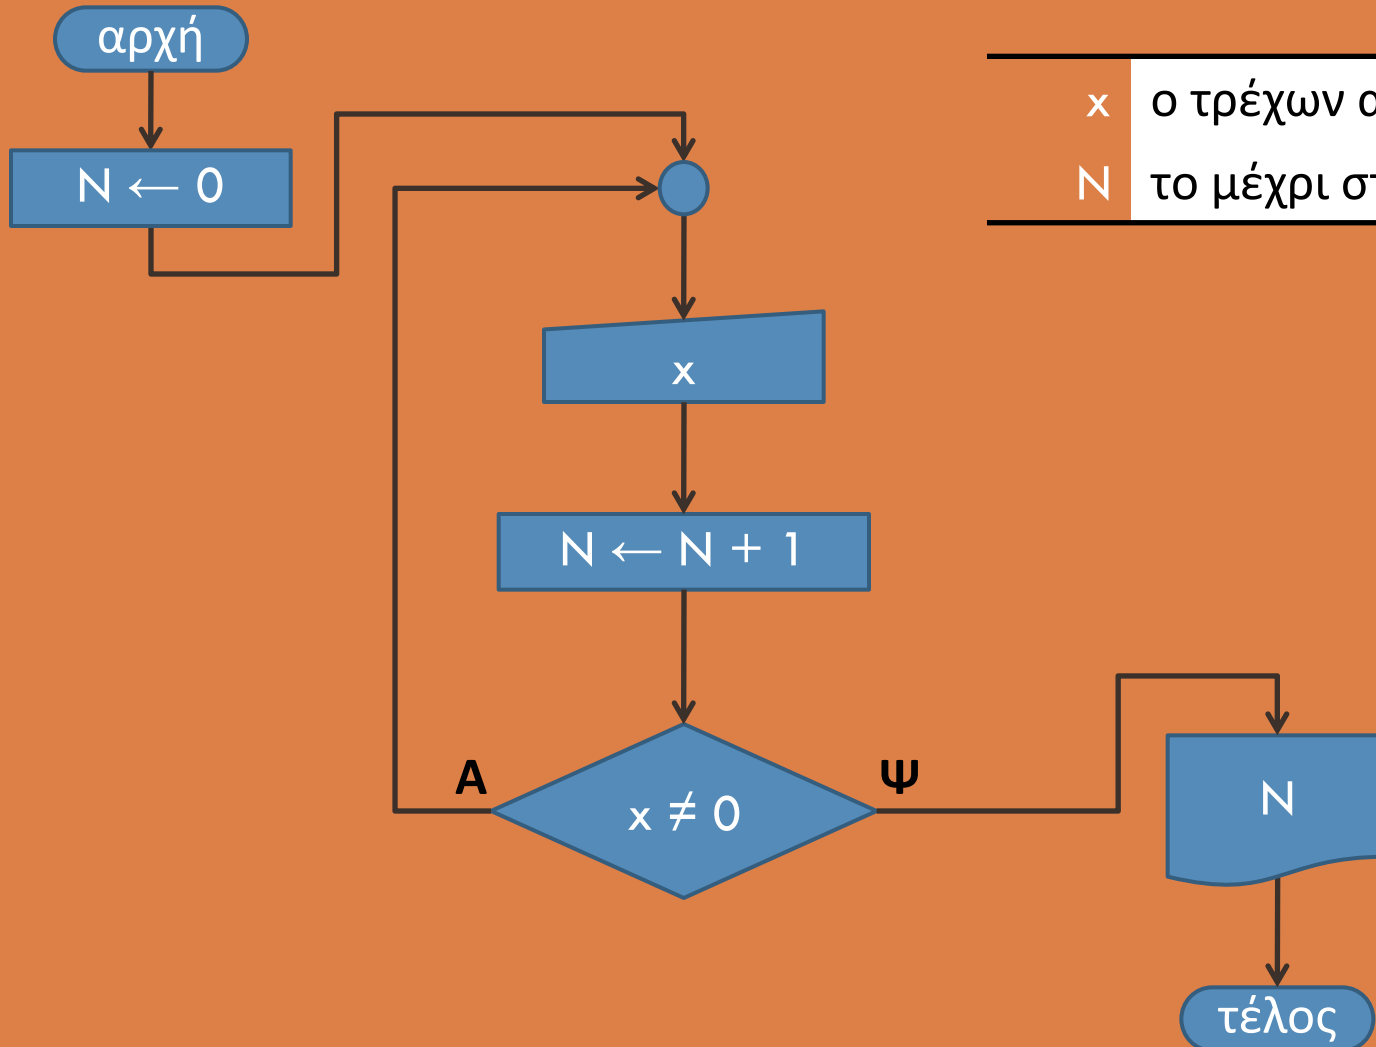 αρχή
N ← 0
x ο τρέχων
N το μέχρι
x
N ← N + 1
A
x ≠ 0
Ψ
N
τέλος